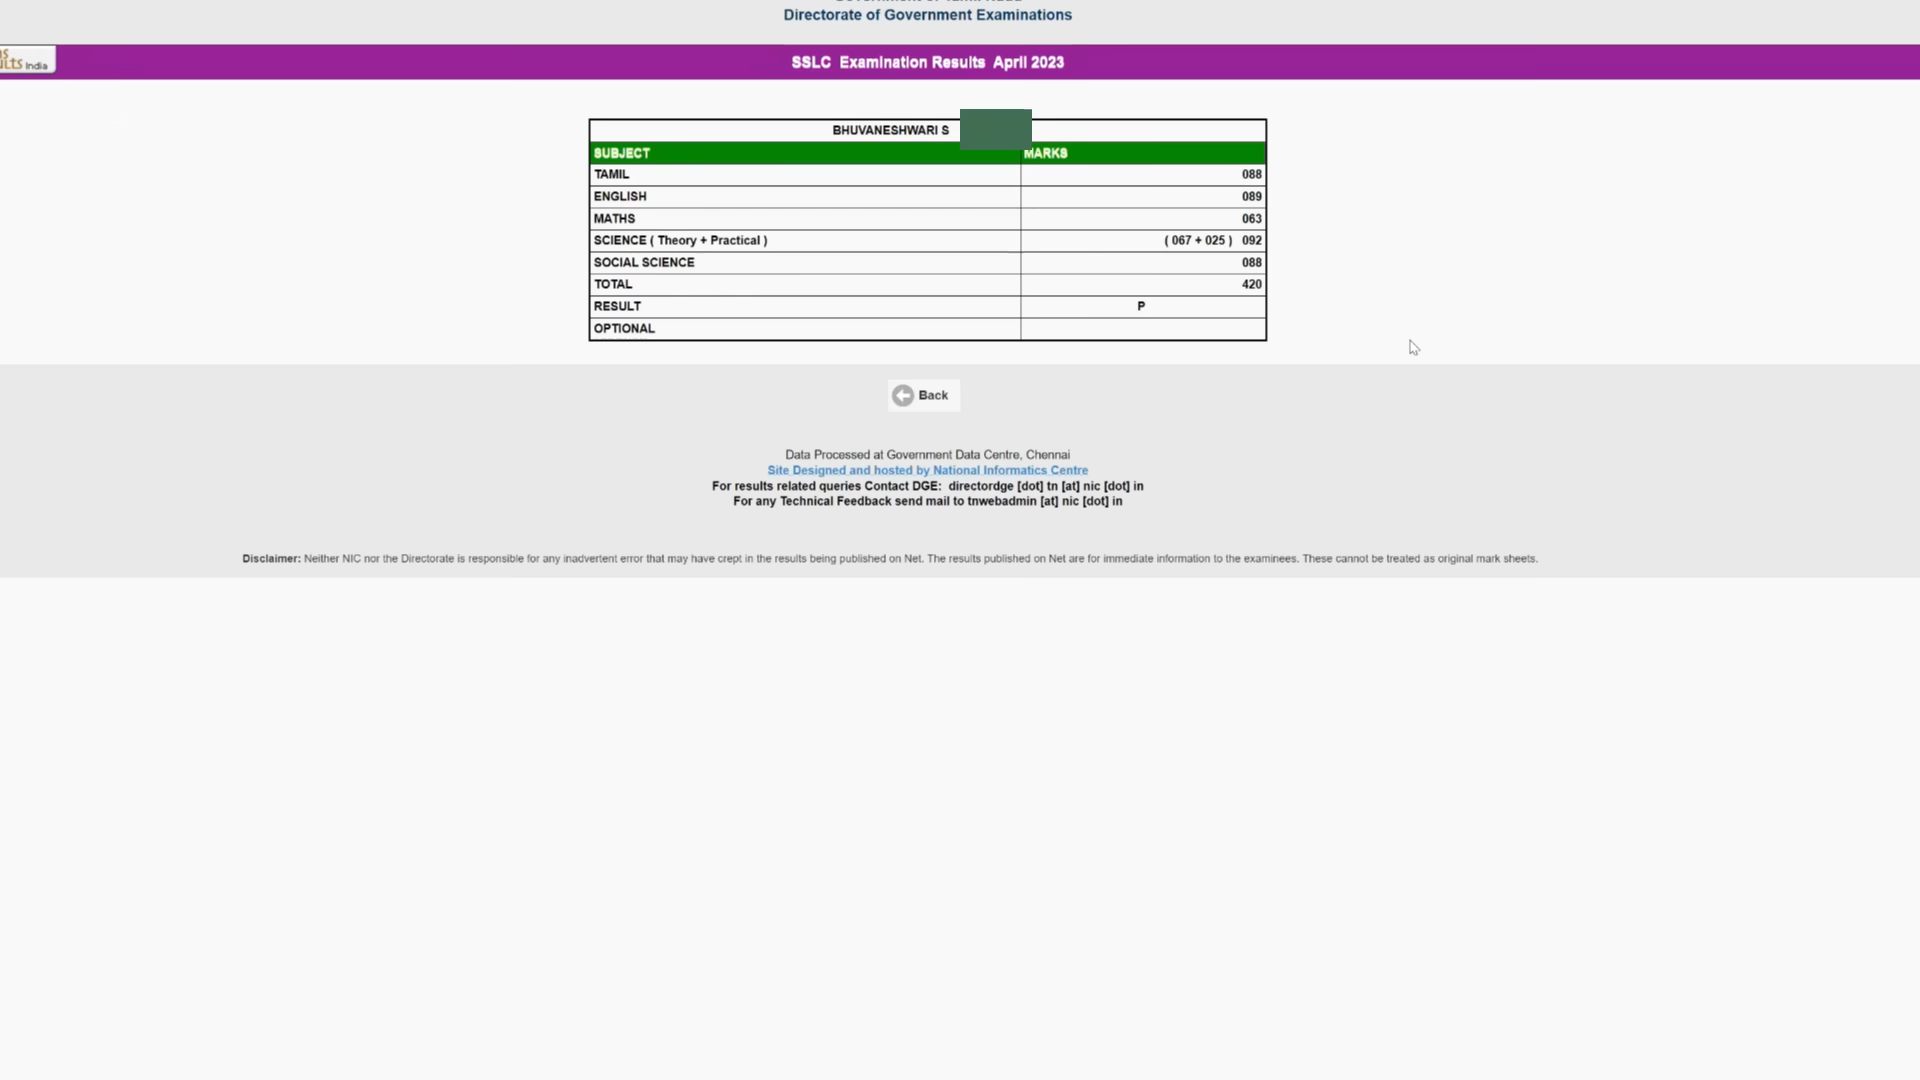 Directorate of Government Examinations
India
SSLC Examination Results April 2023
BHUVANESHWARI S
SUBJECT MARKS
TAMIL 088
ENGLISH 089
MATHS 063
SCIENCE ( Theory + Practical ) ( 067 + 025 ) 092
SOCIAL SCIENCE 088
TOTAL 420
RESULT P
OPTIONAL
Back
Data Processed at Government Data Centre, Chennai
Site Designed and hosted by National Informatics Centre
For results related queries Contact DGE: directordge [dot] tn [at] nic [dot] in
For any Technical Feedback send mail to tnwebadmin [at] nic [dot] in
Disclaimer: Neither NIC nor the Directorate is responsible for any inadvertent error that may have crept in the results being published on Net. The results published on Net are for immediate information to the examinees. These cannot be treated as original mark sheets.